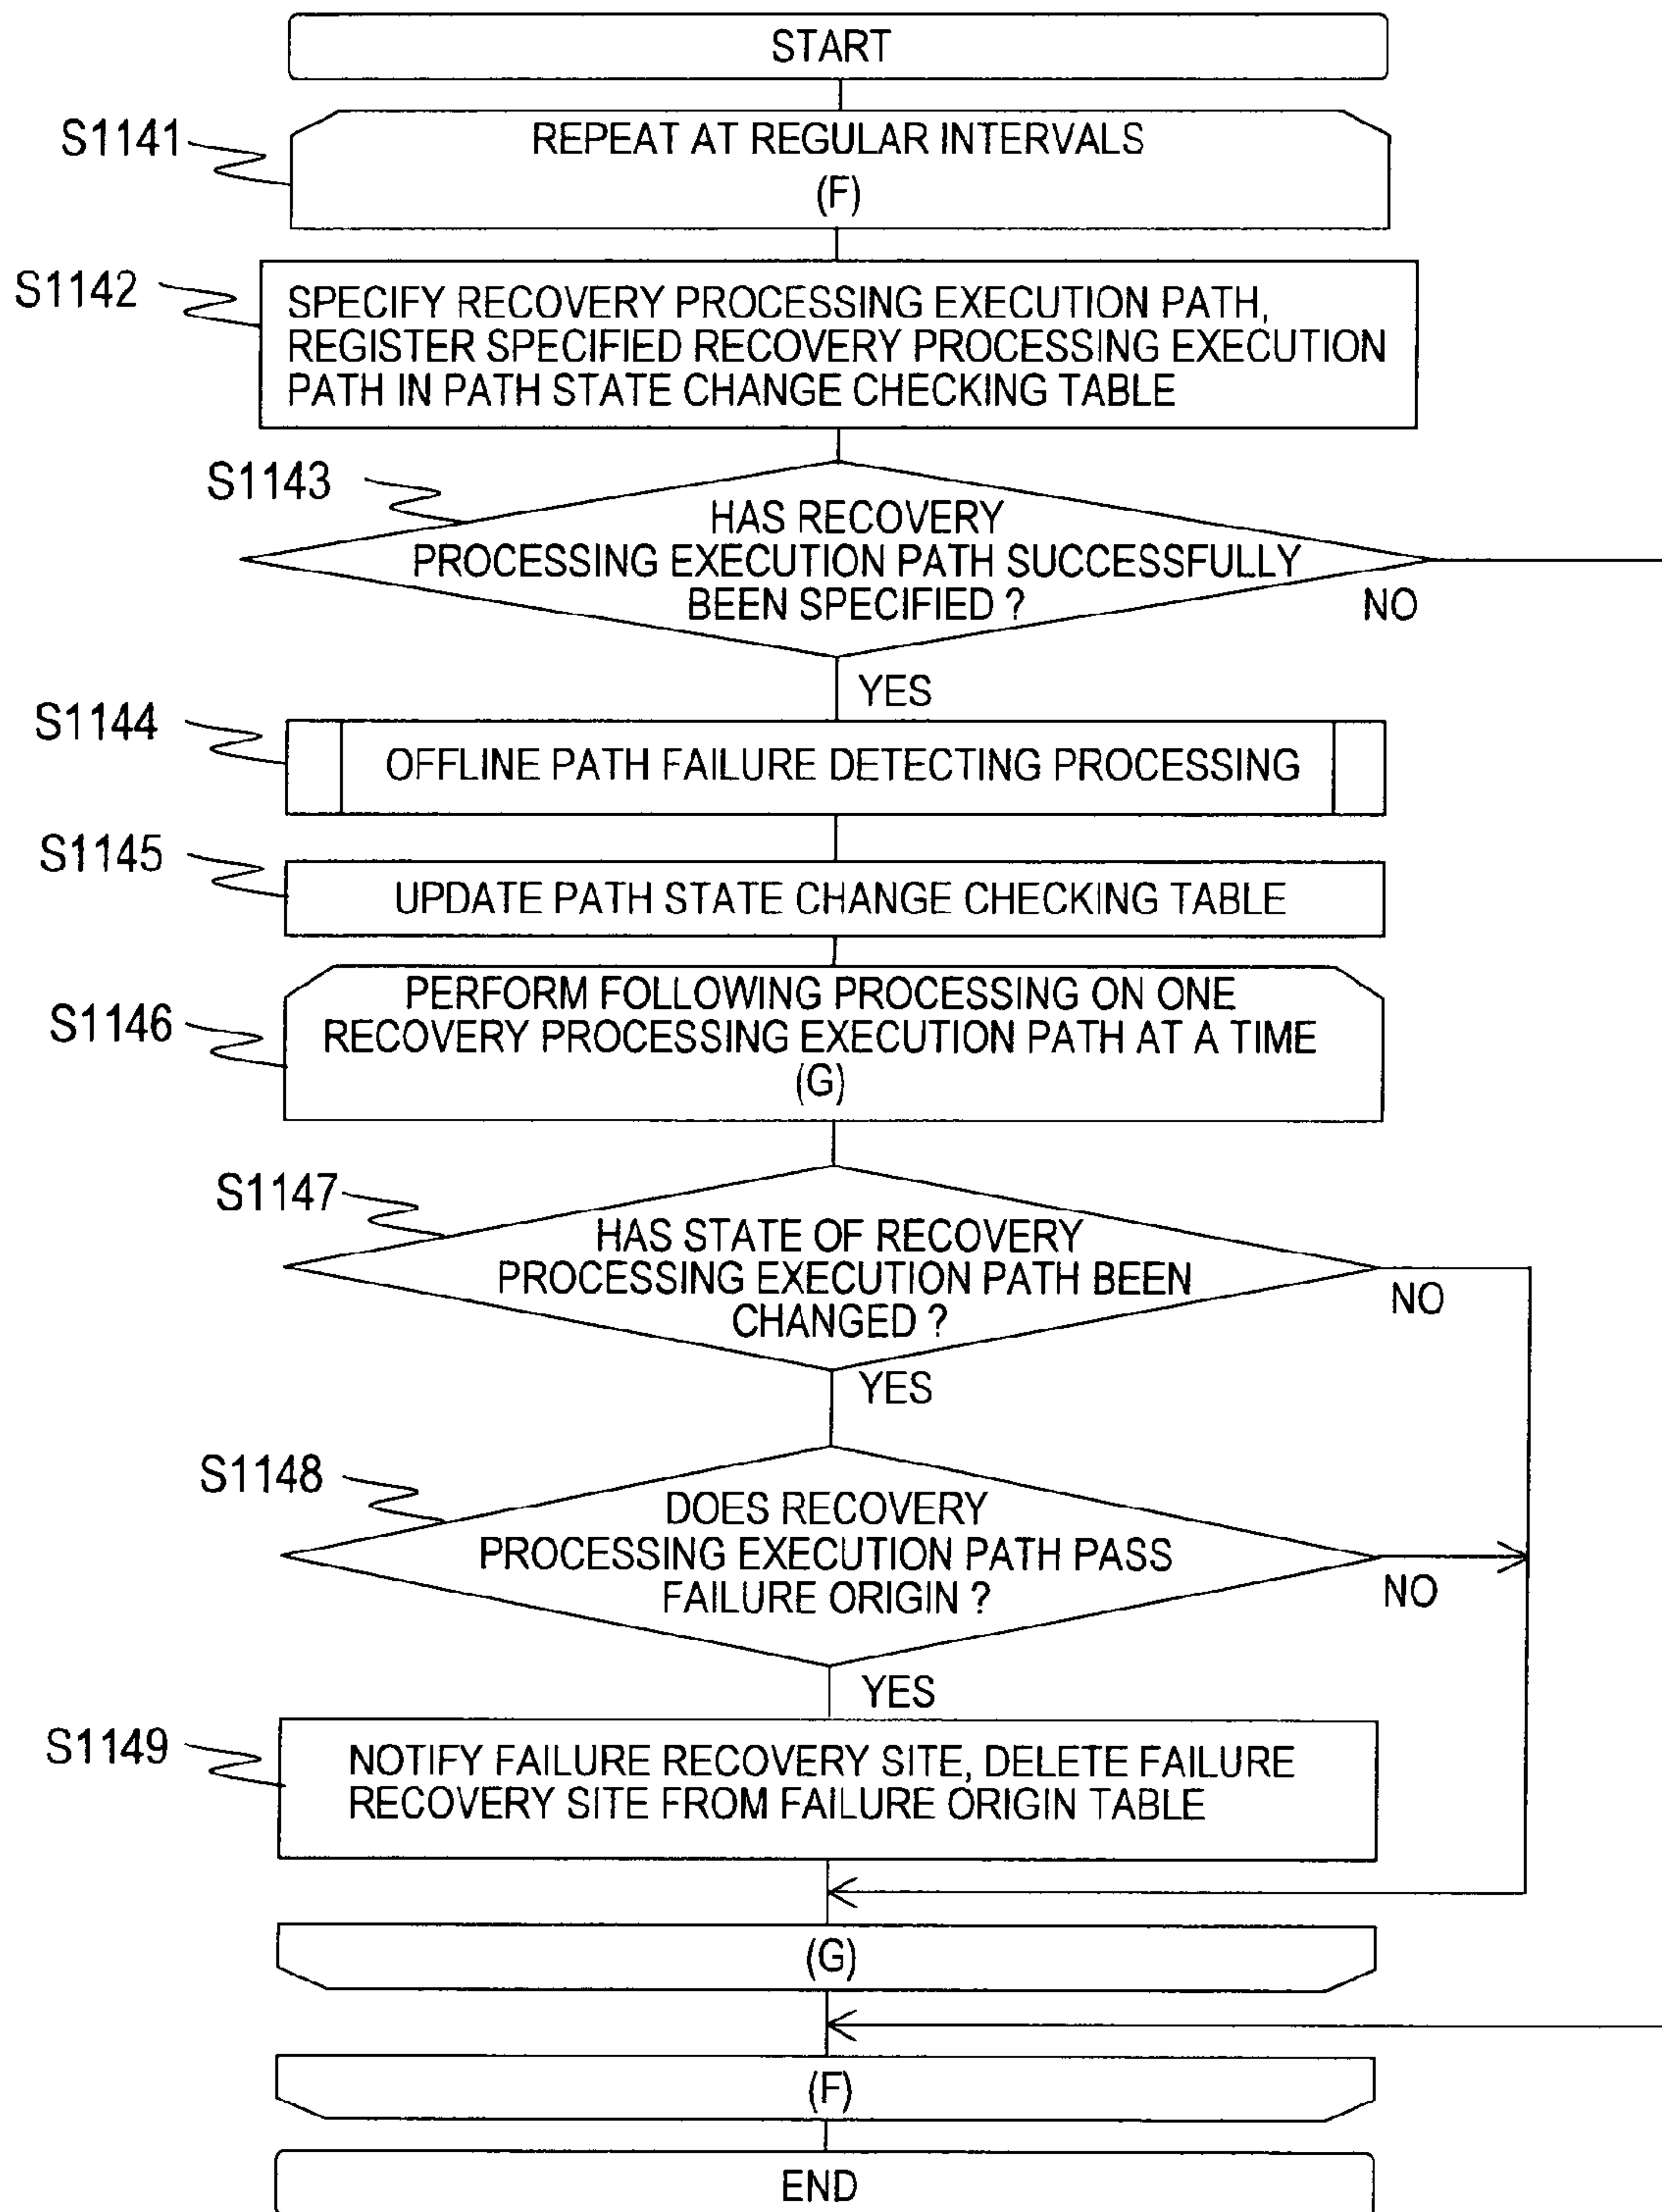 START
S1141
REPEAT AT REGULAR INTERVALS
(F)
S1142
SPECIFY RECOVERY PROCESSING EXECUTION PATH,
REGISTER SPECIFIED RECOVERY PROCESSING EXECUTION
PATH IN PATH STATE CHANGE CHECKING TABLE
S1143
HAS RECOVERY
PROCESSING EXECUTION PATH SUCCESSFULLY
BEEN SPECIFIED ?
NO
YES
S1144
OFFLINE PATH FAILURE DETECTING PROCESSING
S1145
UPDATE PATH STATE CHANGE CHECKING TABLE
S1146
PERFORM FOLLOWING PROCESSING ON ONE
RECOVERY PROCESSING EXECUTION PATH AT A TIME
(G)
S1147
HAS STATE OF RECOVERY
PROCESSING EXECUTION PATH BEEN
CHANGED ?
NO
YES
S1148
DOES RECOVERY
PROCESSING EXECUTION PATH PASS
FAILURE ORIGIN ?
NO
YES
S1149
NOTIFY FAILURE RECOVERY SITE, DELETE FAILURE
RECOVERY SITE FROM FAILURE ORIGIN TABLE
(G)
(F)
END